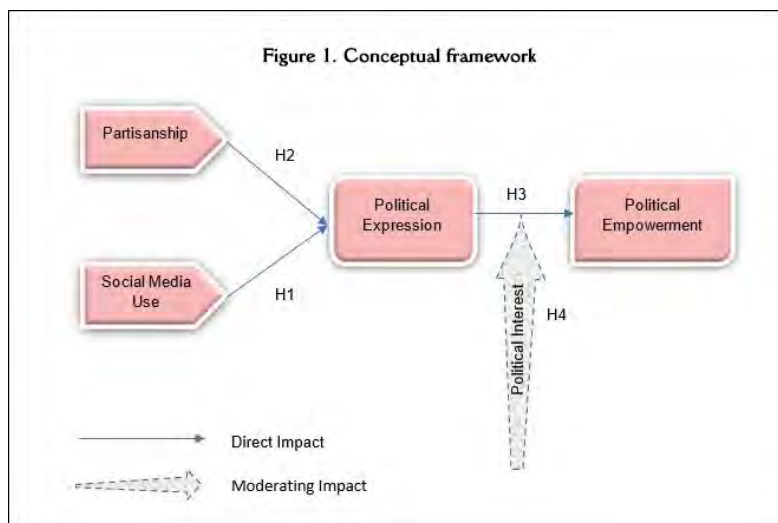 Figure 1. Conceptual framework
Partisanship
H2
Political
Expression
H3
Political
Empowerment
Social Media
Use
H1
Political Interest
H4
Direct Impact
Moderating Impact